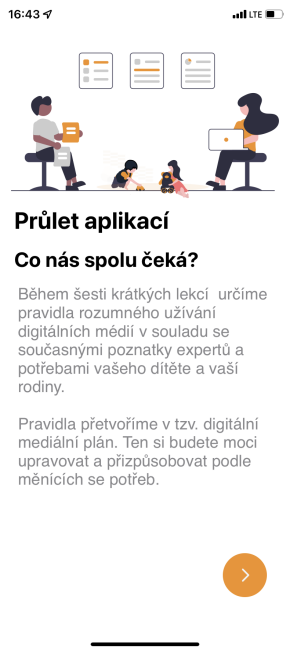 16:43
LTE
Průlet aplikací
Co nás spolu čeká?
Během šesti krátkých lekcí  určíme
pravidla rozumného užívání
digitálních médií v souladu se
současnými poznatky expertů a
potřebami vašeho dítěte a vaší
rodiny.
Pravidla přetvoříme v tzv. digitální
mediální plán. Ten si budete moci
upravovat a přizpůsobovat podle
měnících se potřeb.